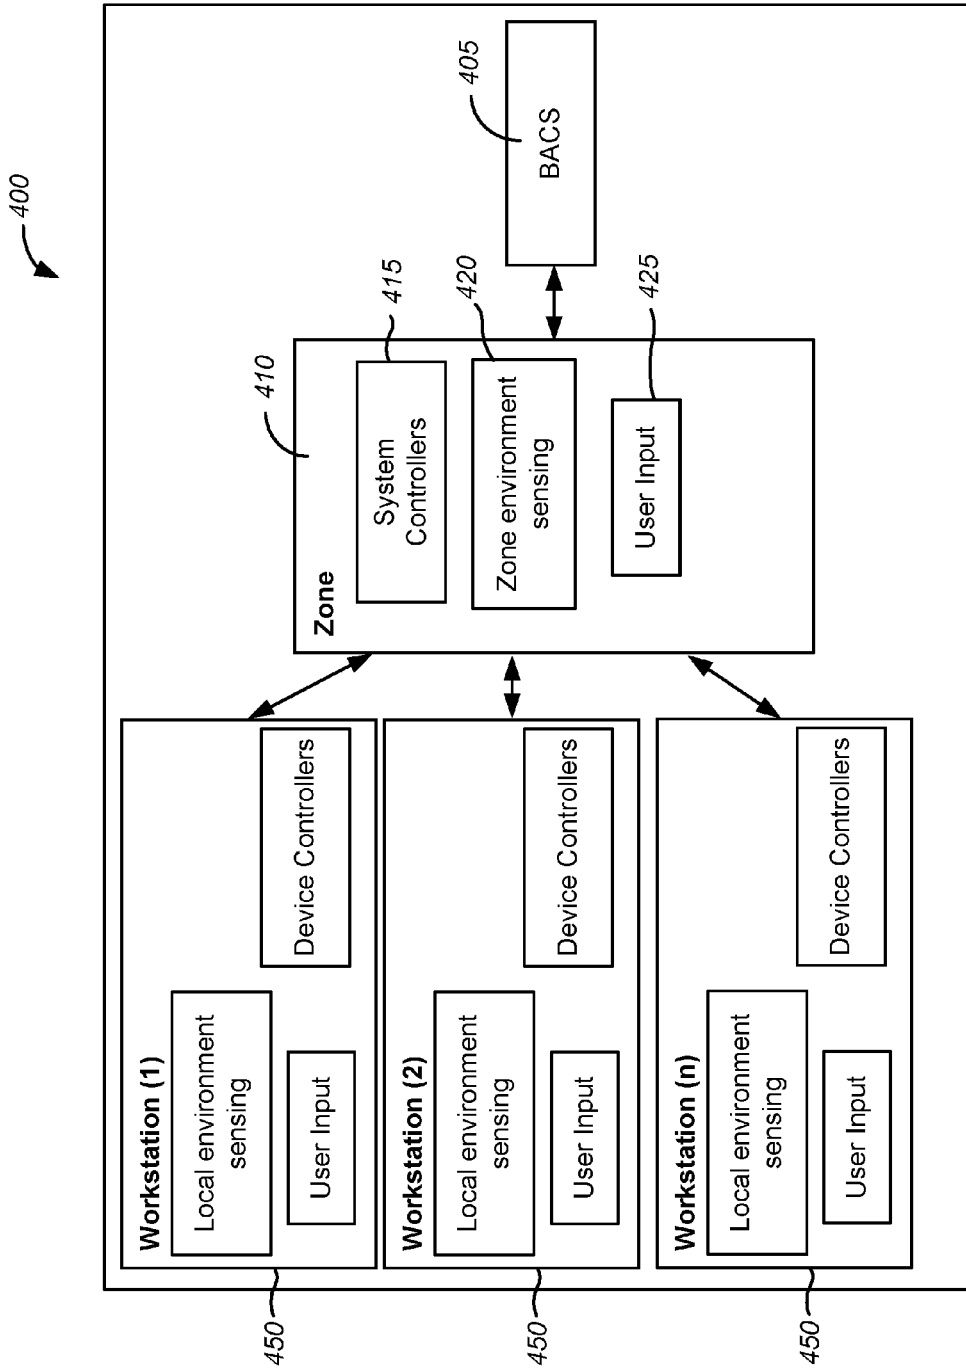 400
Workstation (1)
Local environment
sensing
User Input
Device Controllers
450
Workstation (2)
Local environment
sensing
User Input
Device Controllers
450
Workstation (n)
Local environment
sensing
User Input
Device Controllers
450
Zone
410
System
Controllers
415
Zone environment
sensing
420
User Input
425
BACS
405